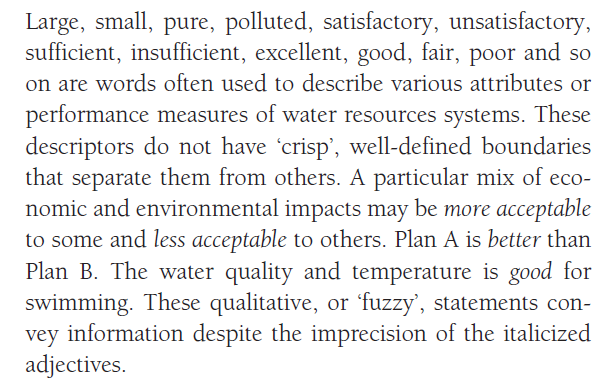 Large, small, pure, polluted, satisfactory, unsatisfactory,
sufficient, insufficient, excellent, good, fair, poor and so
on are words often used to describe various attributes or
performance measures of water resources systems. These
descriptors do not have ‘crisp’, well-defined boundaries
that separate them from others. A particular mix of eco-
nomic and environmental impacts may be more acceptable
to some and less acceptable to others. Plan A is better than
Plan B. The water quality and temperature is good for
swimming. These qualitative, or ‘fuzzy’, statements con-
vey information despite the imprecision of the italicized
adjectives.